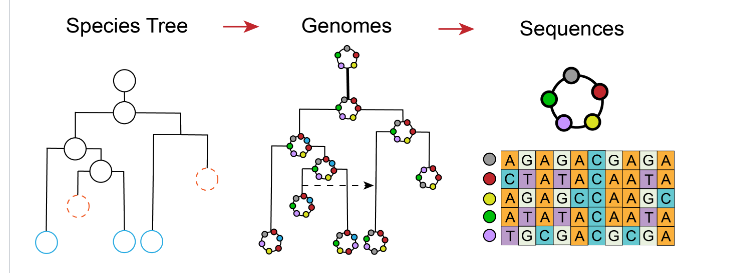 Species Tree
Genomes
Sequences
AGAGACGAGA
CTATACAATA
AGAGCCAAGC
ATATACAATA
TGCGACGCGA